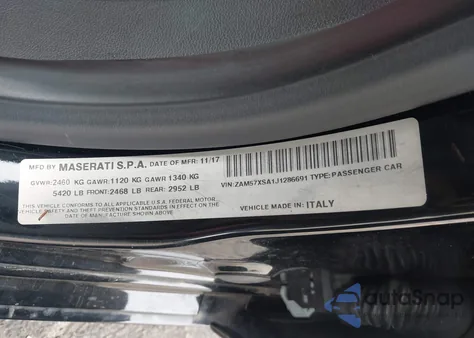 MFD BY MASERATI S.P.A. DATE OF MFR: 11/17
GVWR:2460 KG GAWR:1120 KG GAWR 1340 KG
5420 LB FRONT:2468 LB REAR: 2952 LB
VIN:ZAM57XSA1J1286691 TYPE:PASSENGER CAR
THIS VEHICLE CONFORMS TO ALL APPLICABLE U.S.A. FEDERAL MOTOR
VEHICLE SAFETY BUMPER AND THEFT PREVENTION STANDARDS IN EFFECT
ON THE DATE OF MANUFACTURE SHOWN ABOVE
MADE IN ITALY
autoSnap